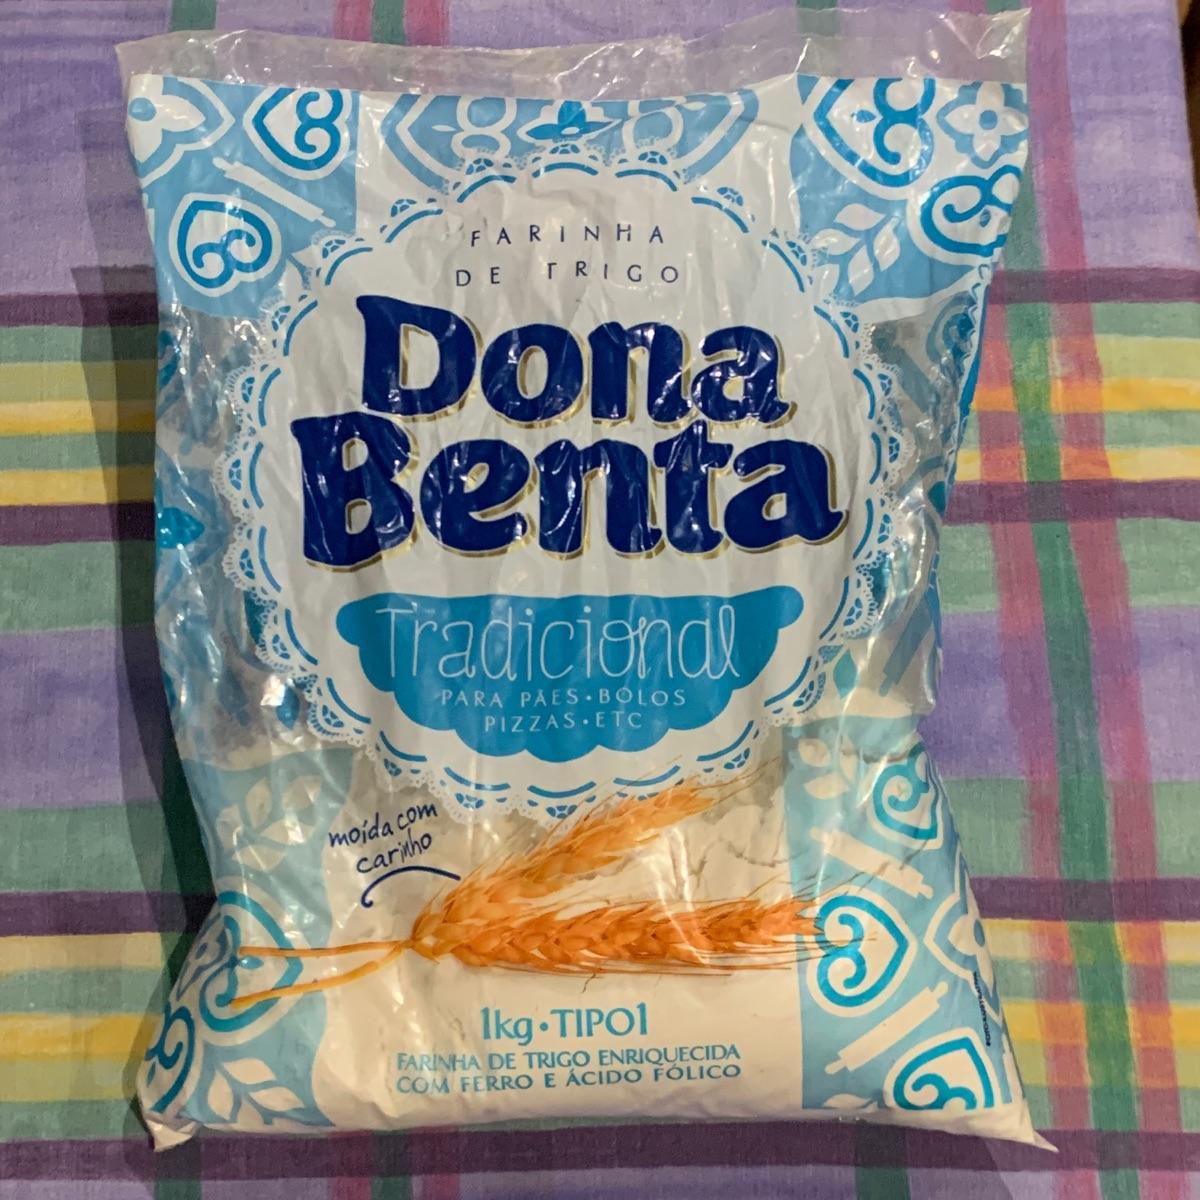 FARINHA
DE TRIGO
Dona
Benta
Tradicional
PARA PÃES • BOLOS
PIZZAS • ETC
moída com
carinho
1kg • TIPO1
FARINHA DE TRIGO ENRIQUECIDA
COM FERRO E ÁCIDO FÓLICO